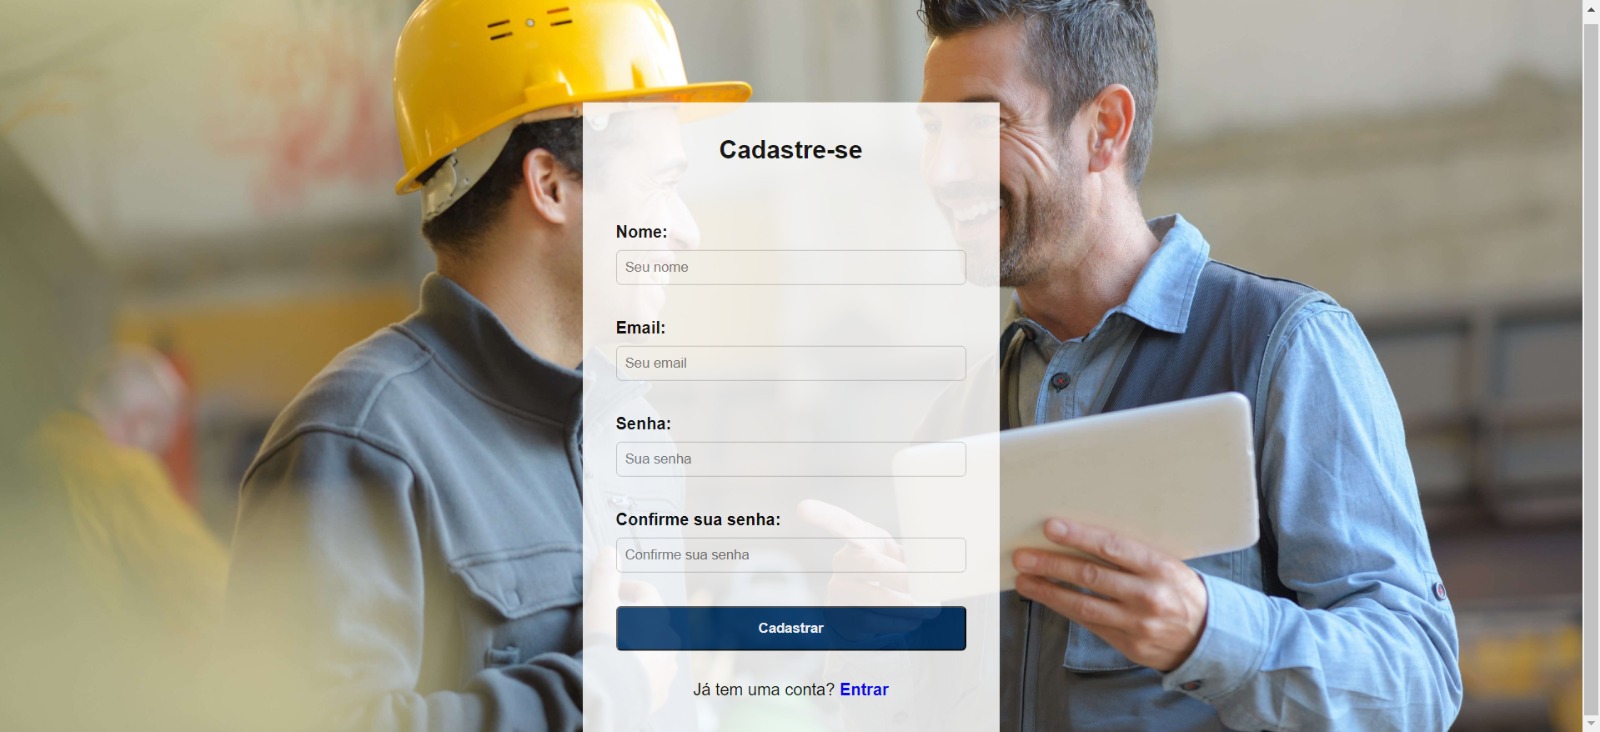 Cadastre-se
Nome:
Seu nome
Email:
Seu email
Senha:
Sua senha
Confirme sua senha:
Confirme sua senha
Cadastrar
Já tem uma conta? Entrar